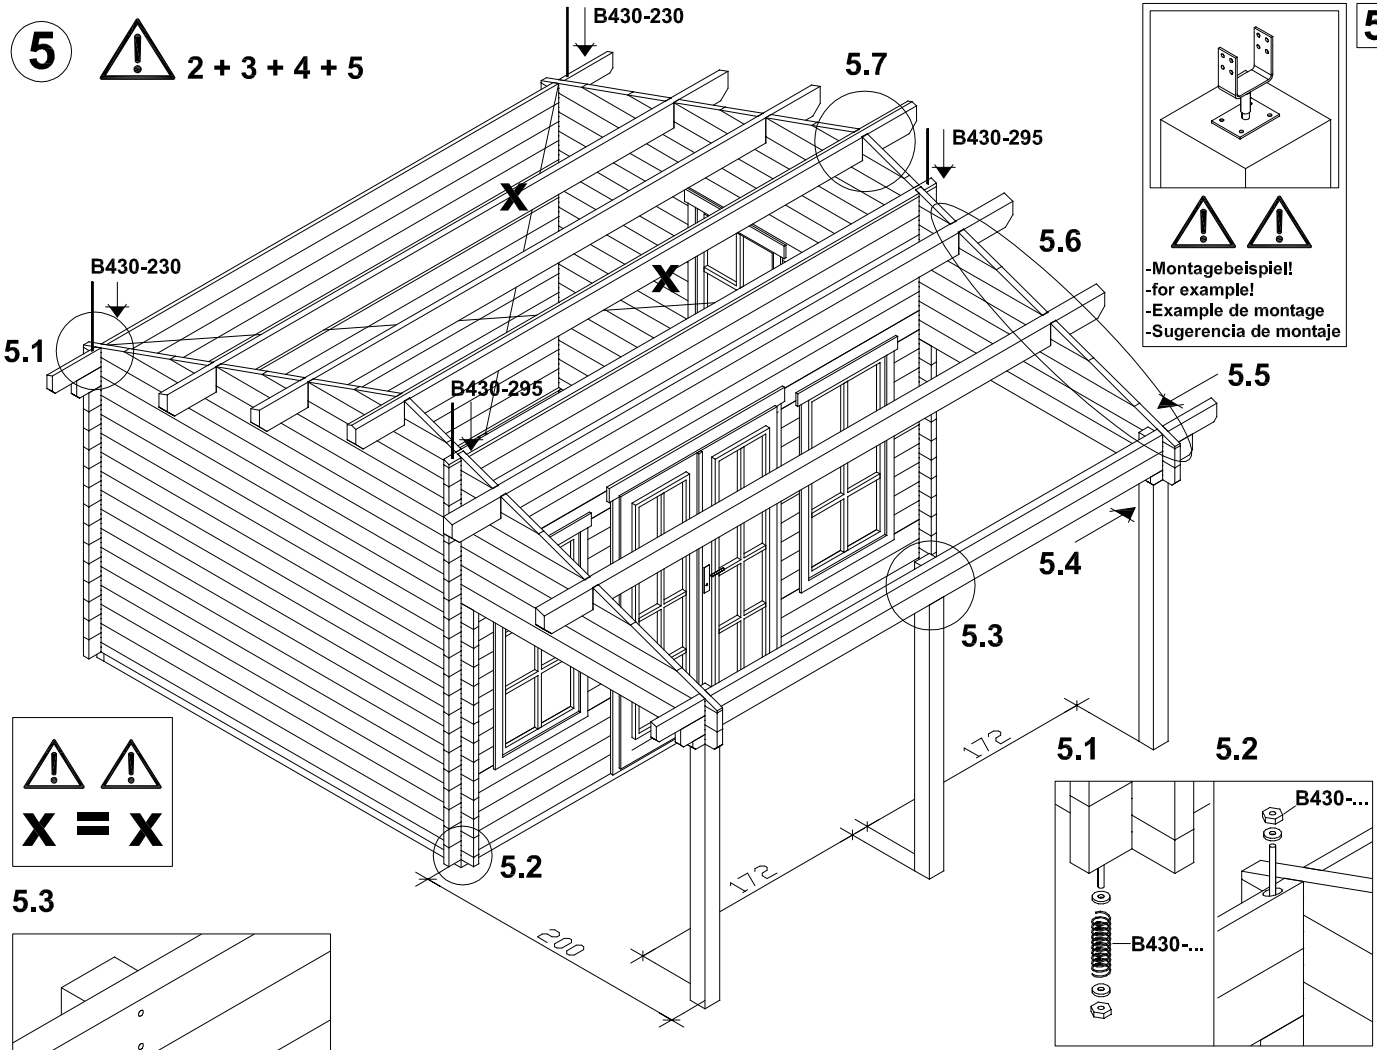 5
2 + 3 + 4 + 5
B430-230
5.7
B430-295
5.6
-Montagebeispiel!
-for example!
-Example de montage
-Sugerencia de montaje
B430-230
5.1
X
X
B430-295
5.5
5.4
5.3
172
172
200
5.2
x = x
5.3
5.1
5.2
B430-...
B430-...